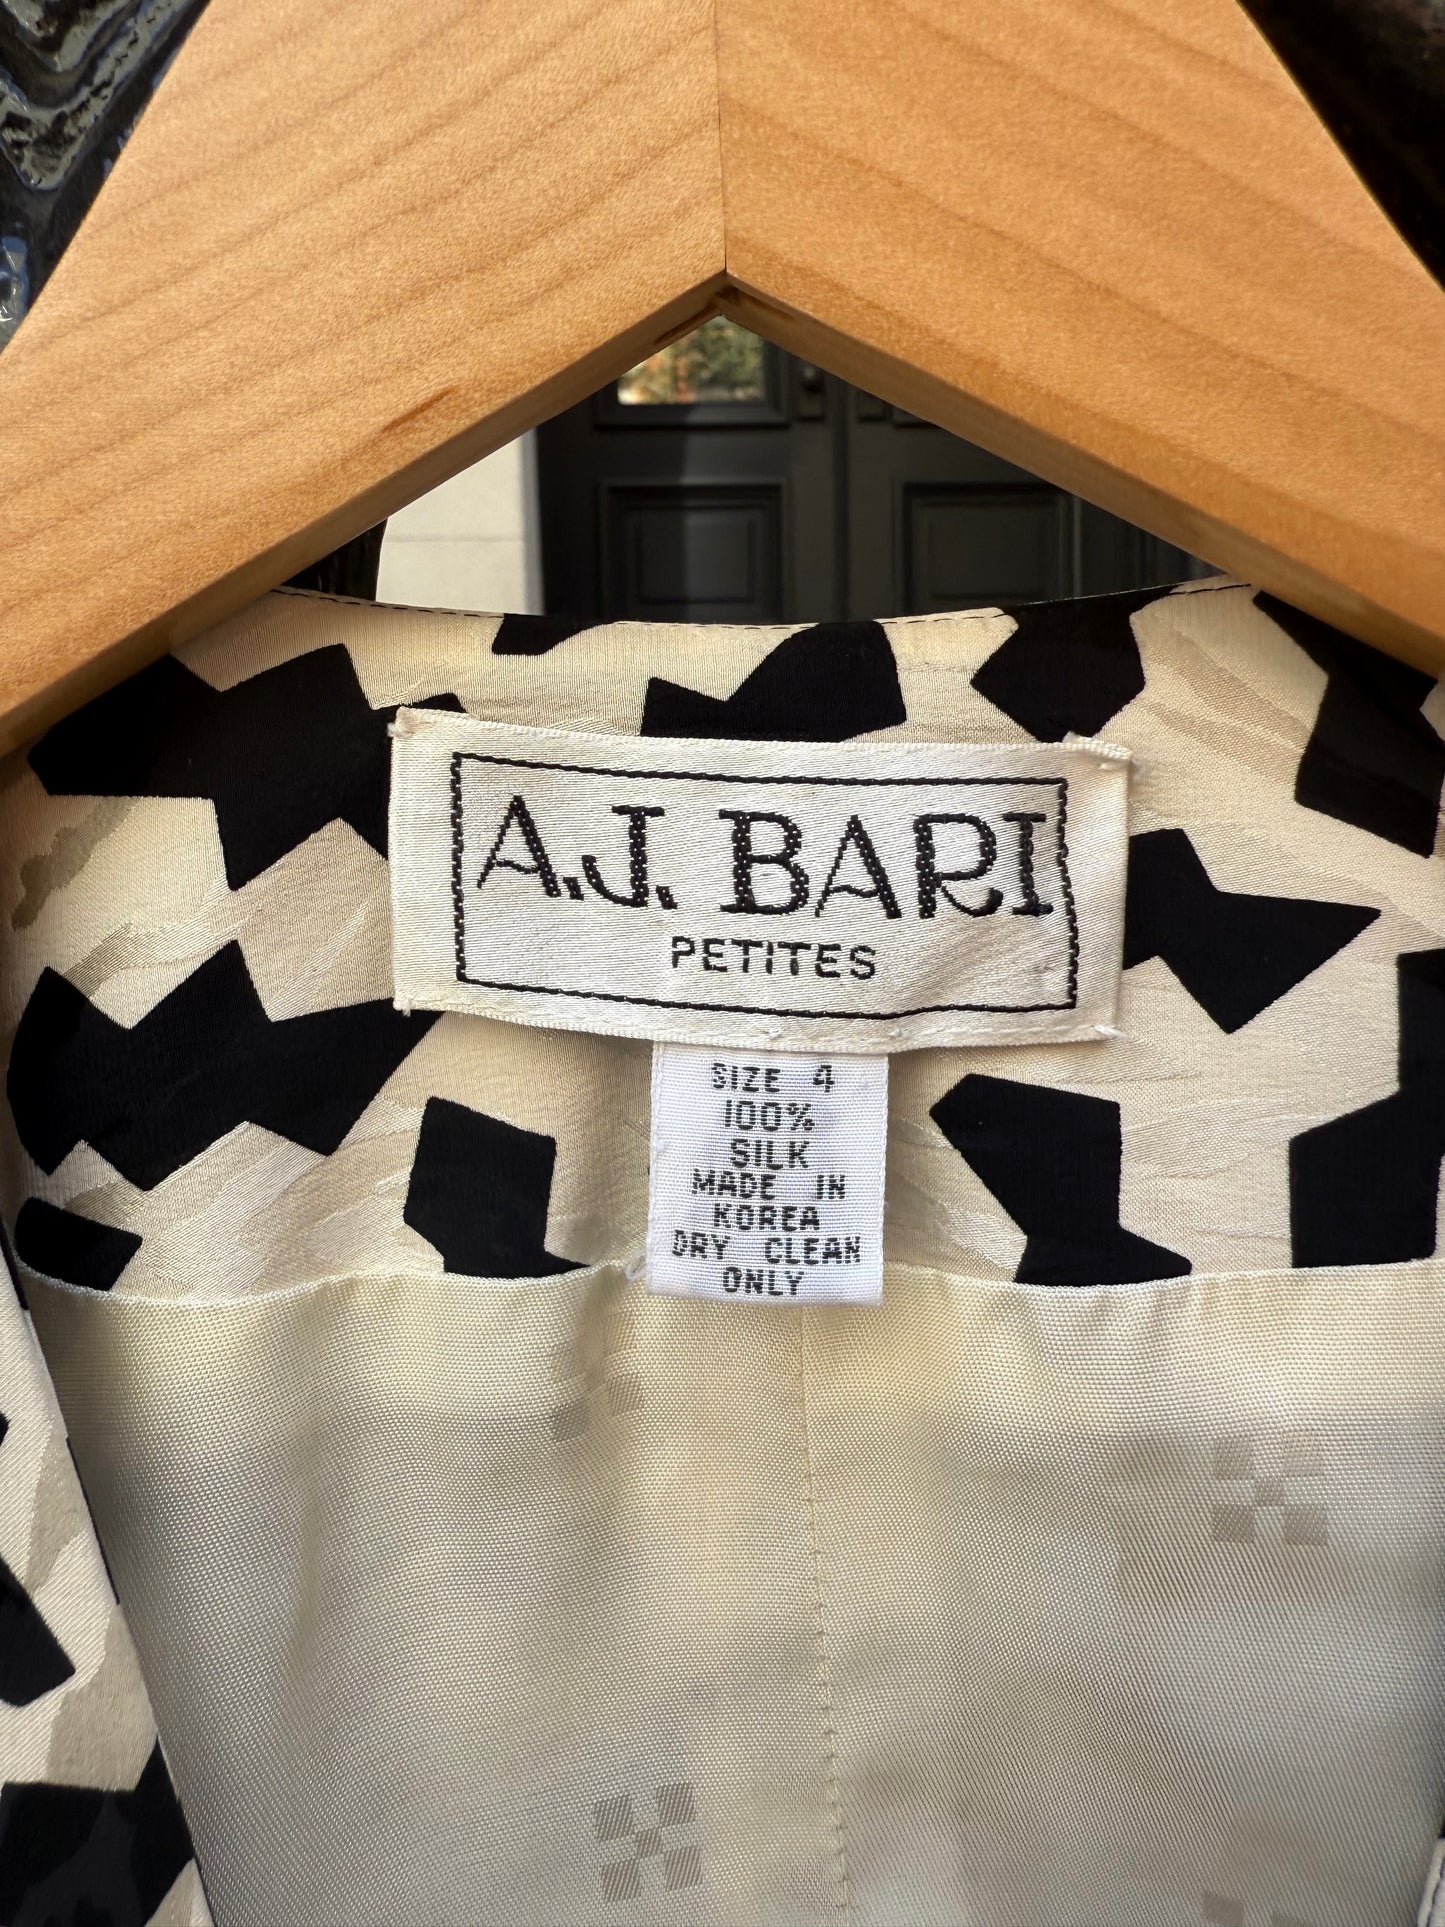 A.J. BARI
PETITES
SIZE 4
100%
SILK
MADE IN
KOREA
DRY CLEAN
ONLY